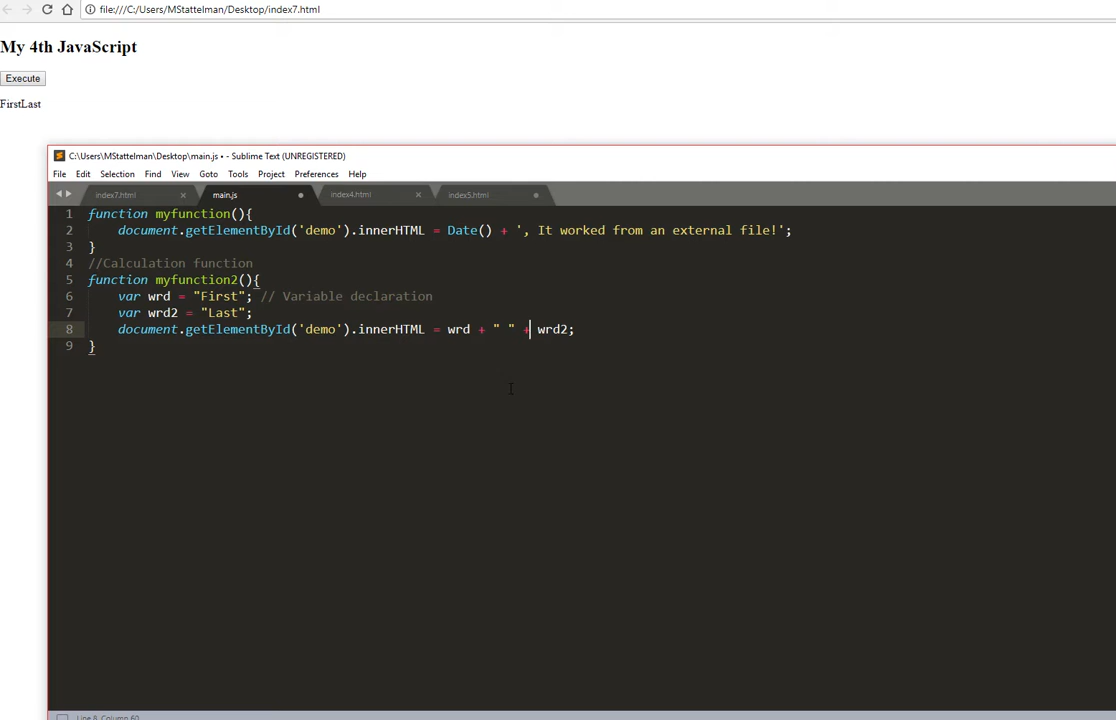 file:///C:/Users/MStattelman/Desktop/index7.html
My 4th JavaScript
Execute
FirstLast
C:\Users\MStattelman\Desktop\main.js • - Sublime Text (UNREGISTERED)
File Edit Selection Find View Goto Tools Project Preferences Help
index7.html main.js index4.html index5.html
1 function myfunction(){
2 document.getElementById('demo').innerHTML = Date() + ', It worked from an external file!';
3 }
4 //Calculation function
5 function myfunction2(){
6 var wrd = "First"; // Variable declaration
7 var wrd2 = "Last";
8 document.getElementById('demo').innerHTML = wrd + " " + wrd2;
9 }
Line 8, Column 60